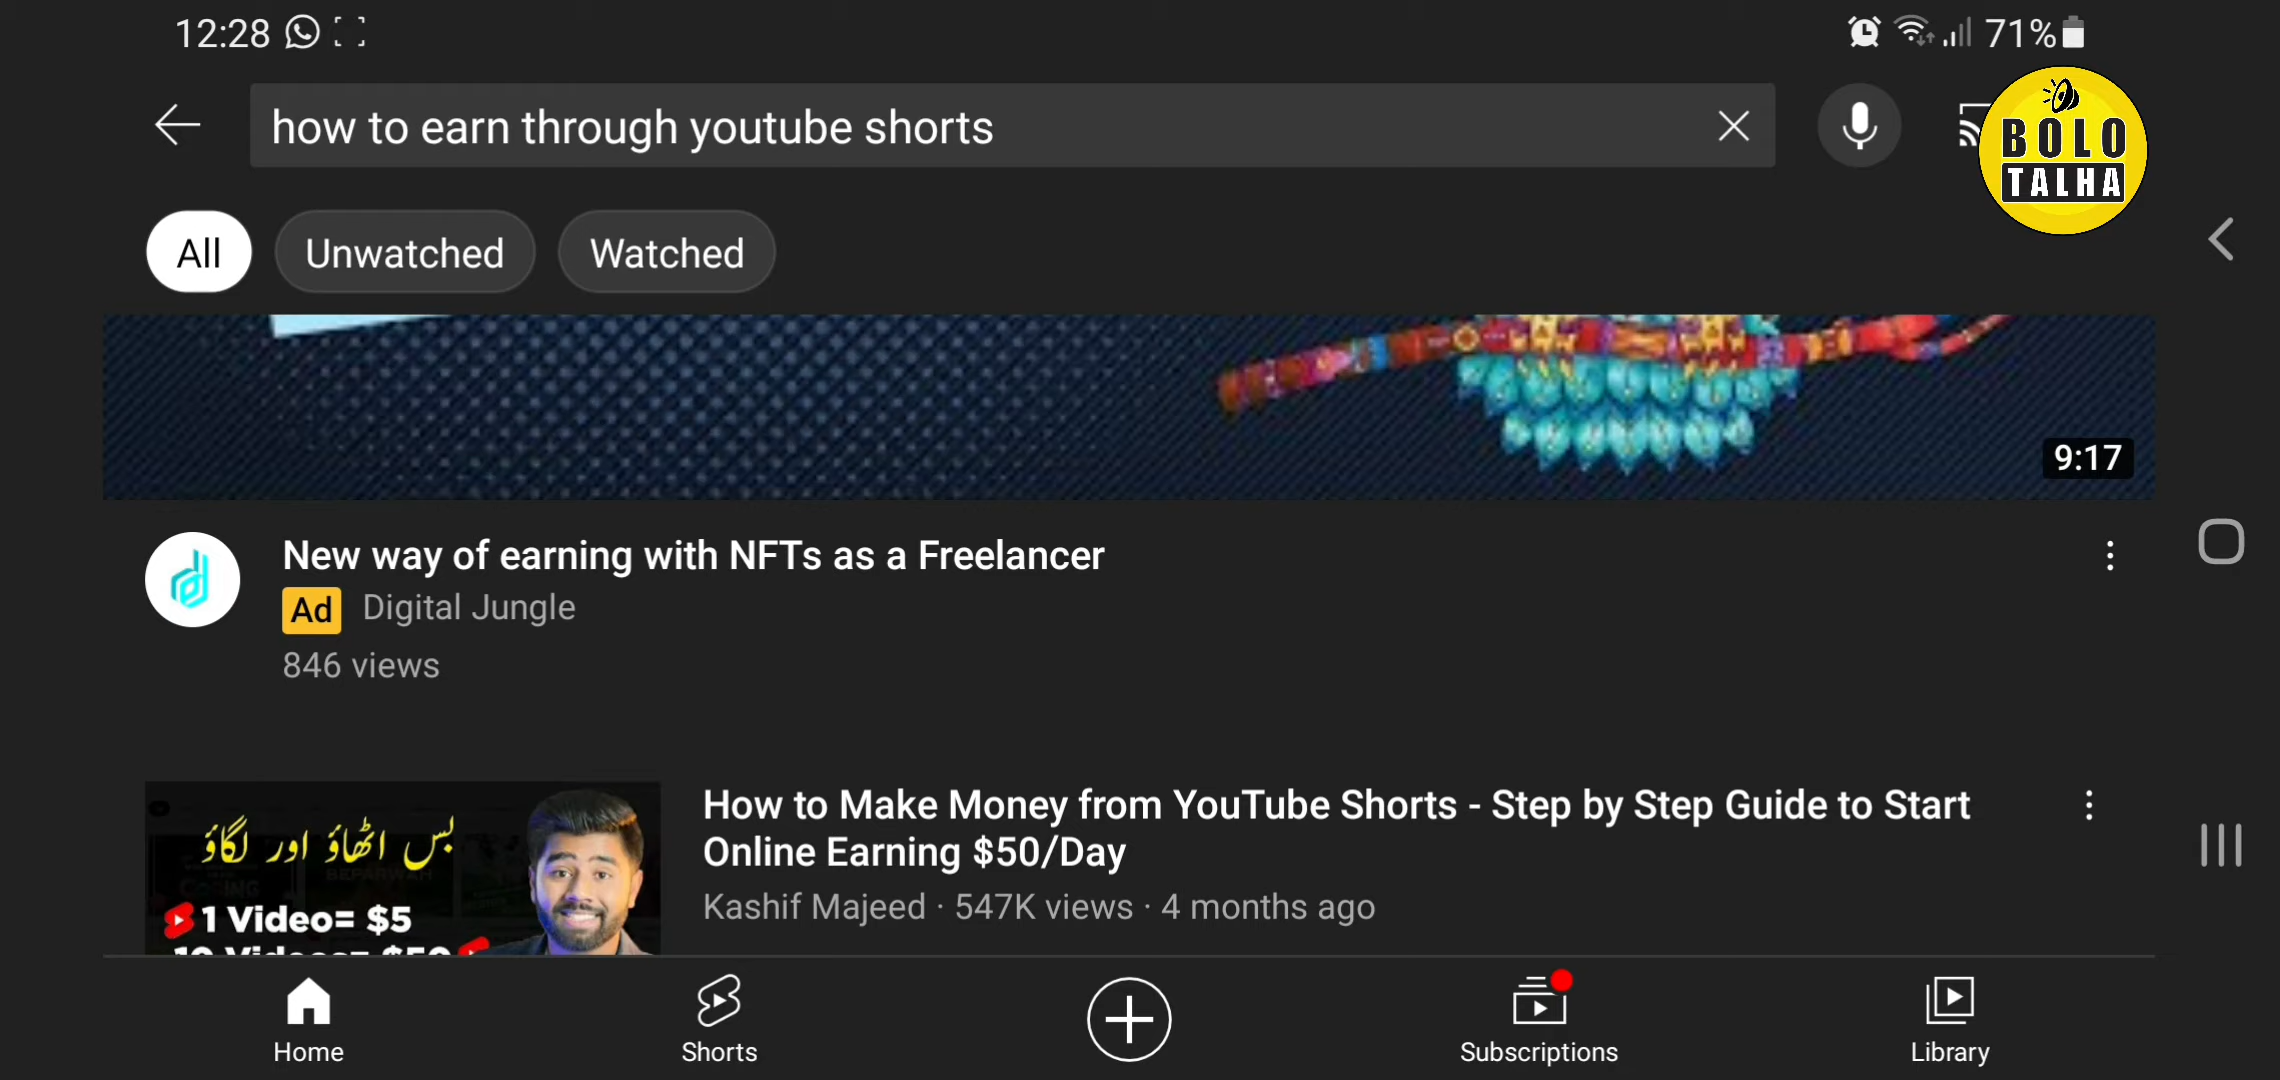 12:28
71%
how to earn through youtube shorts
BOLO
TALHA
All
Unwatched
Watched
9:17
New way of earning with NFTs as a Freelancer
Ad Digital Jungle
846 views
بس اٹھاؤ اور لگاؤ
1 Video= $5
10 Videos= $50
How to Make Money from YouTube Shorts - Step by Step Guide to Start
Online Earning $50/Day
Kashif Majeed · 547K views · 4 months ago
Home
Shorts
Subscriptions
Library